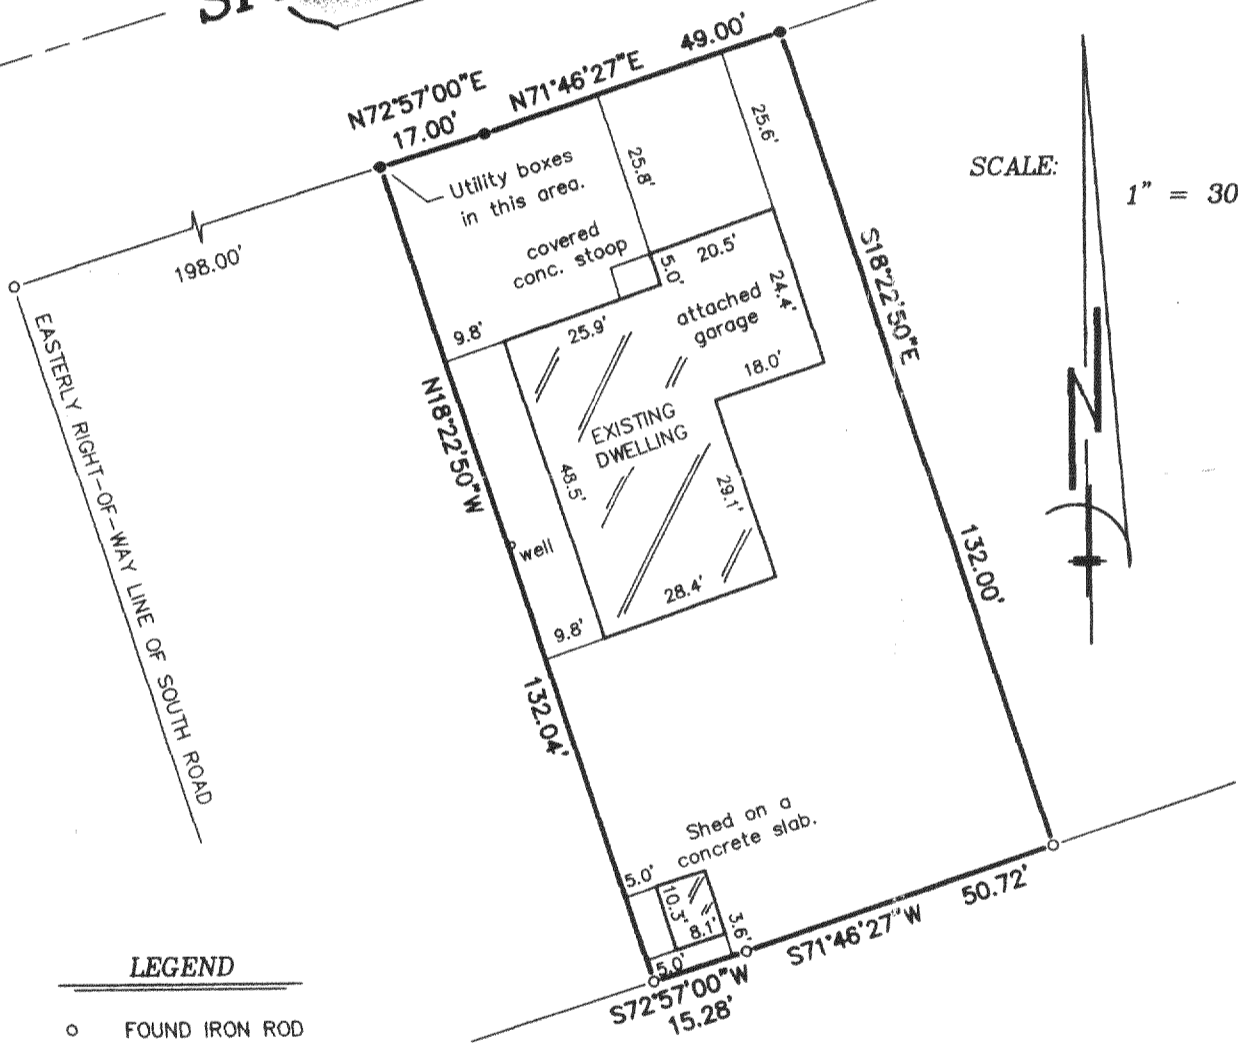 49.00'
N71°46'27"E
N72°57'00"E
17.00'
25.6'
25.8'
Utility boxes
in this area.
SCALE:
1" = 30
covered
conc. stoop
198.00'
20.5'
5.0'
24.4'
S18°22'50"E
attached
garage
9.8'
25.9'
18.0'
EASTERLY RIGHT-OF-WAY LINE OF SOUTH ROAD
N18°22'50"W
EXISTING
DWELLING
48.5'
29.1'
N
well
28.4'
9.8'
132.00'
132.04'
Shed on a
concrete slab.
5.0'
10.3'
8.1'
3.6'
5.0'
50.72'
S71°46'27"W
S72°57'00"W
15.28'
LEGEND
FOUND IRON ROD